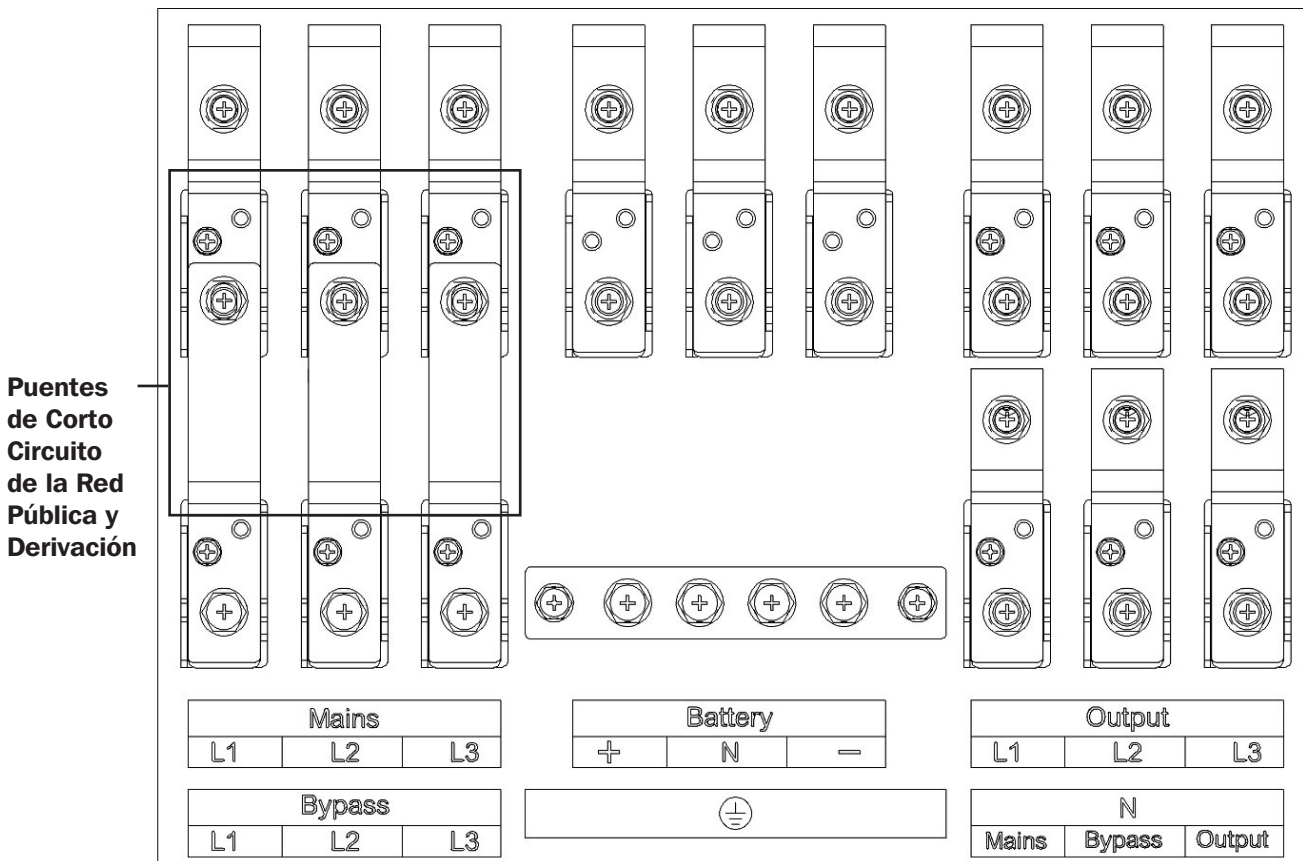 Puentes
de Corto
Circuito
de la Red
Pública y
Derivación
Mains
L1 L2 L3
Bypass
L1 L2 L3
Battery
+ N −
Output
L1 L2 L3
N
Mains Bypass Output